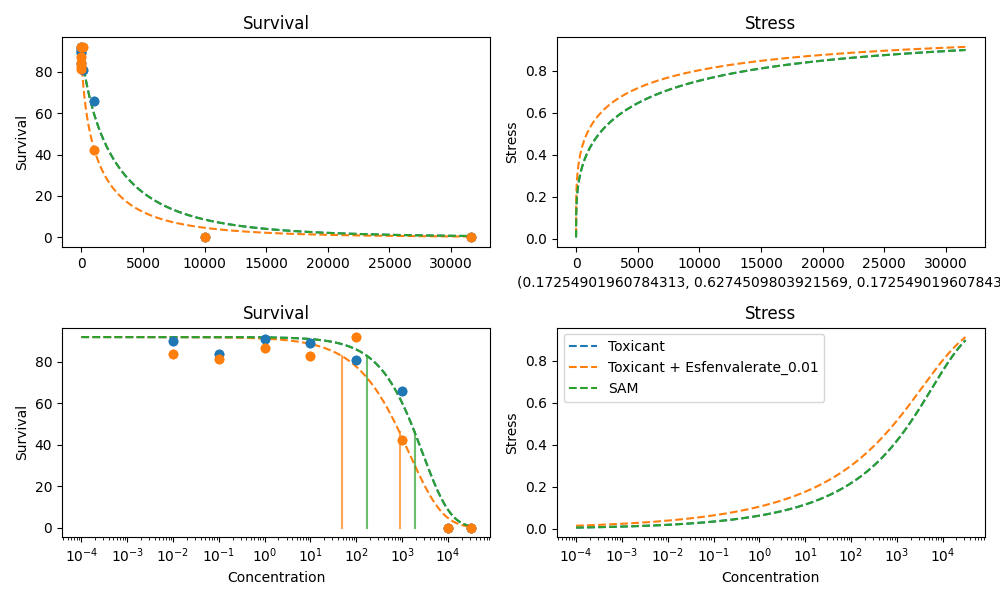 Survival
Survival
80
60
40
20
0
0 5000 10000 15000 20000 25000 30000
Stress
Stress
0.8
0.6
0.4
0.2
0.0
0 5000 10000 15000 20000 25000 30000
(0.17254901960784313, 0.6274509803921569, 0.1725490196078431
Survival
Survival
80
60
40
20
0
10⁻⁴ 10⁻³ 10⁻² 10⁻¹ 10⁰ 10¹ 10² 10³ 10⁴
Concentration
Stress
Stress
0.8
0.6
0.4
0.2
0.0
Toxicant
Toxicant + Esfenvalerate_0.01
SAM
10⁻⁴ 10⁻³ 10⁻² 10⁻¹ 10⁰ 10¹ 10² 10³ 10⁴
Concentration